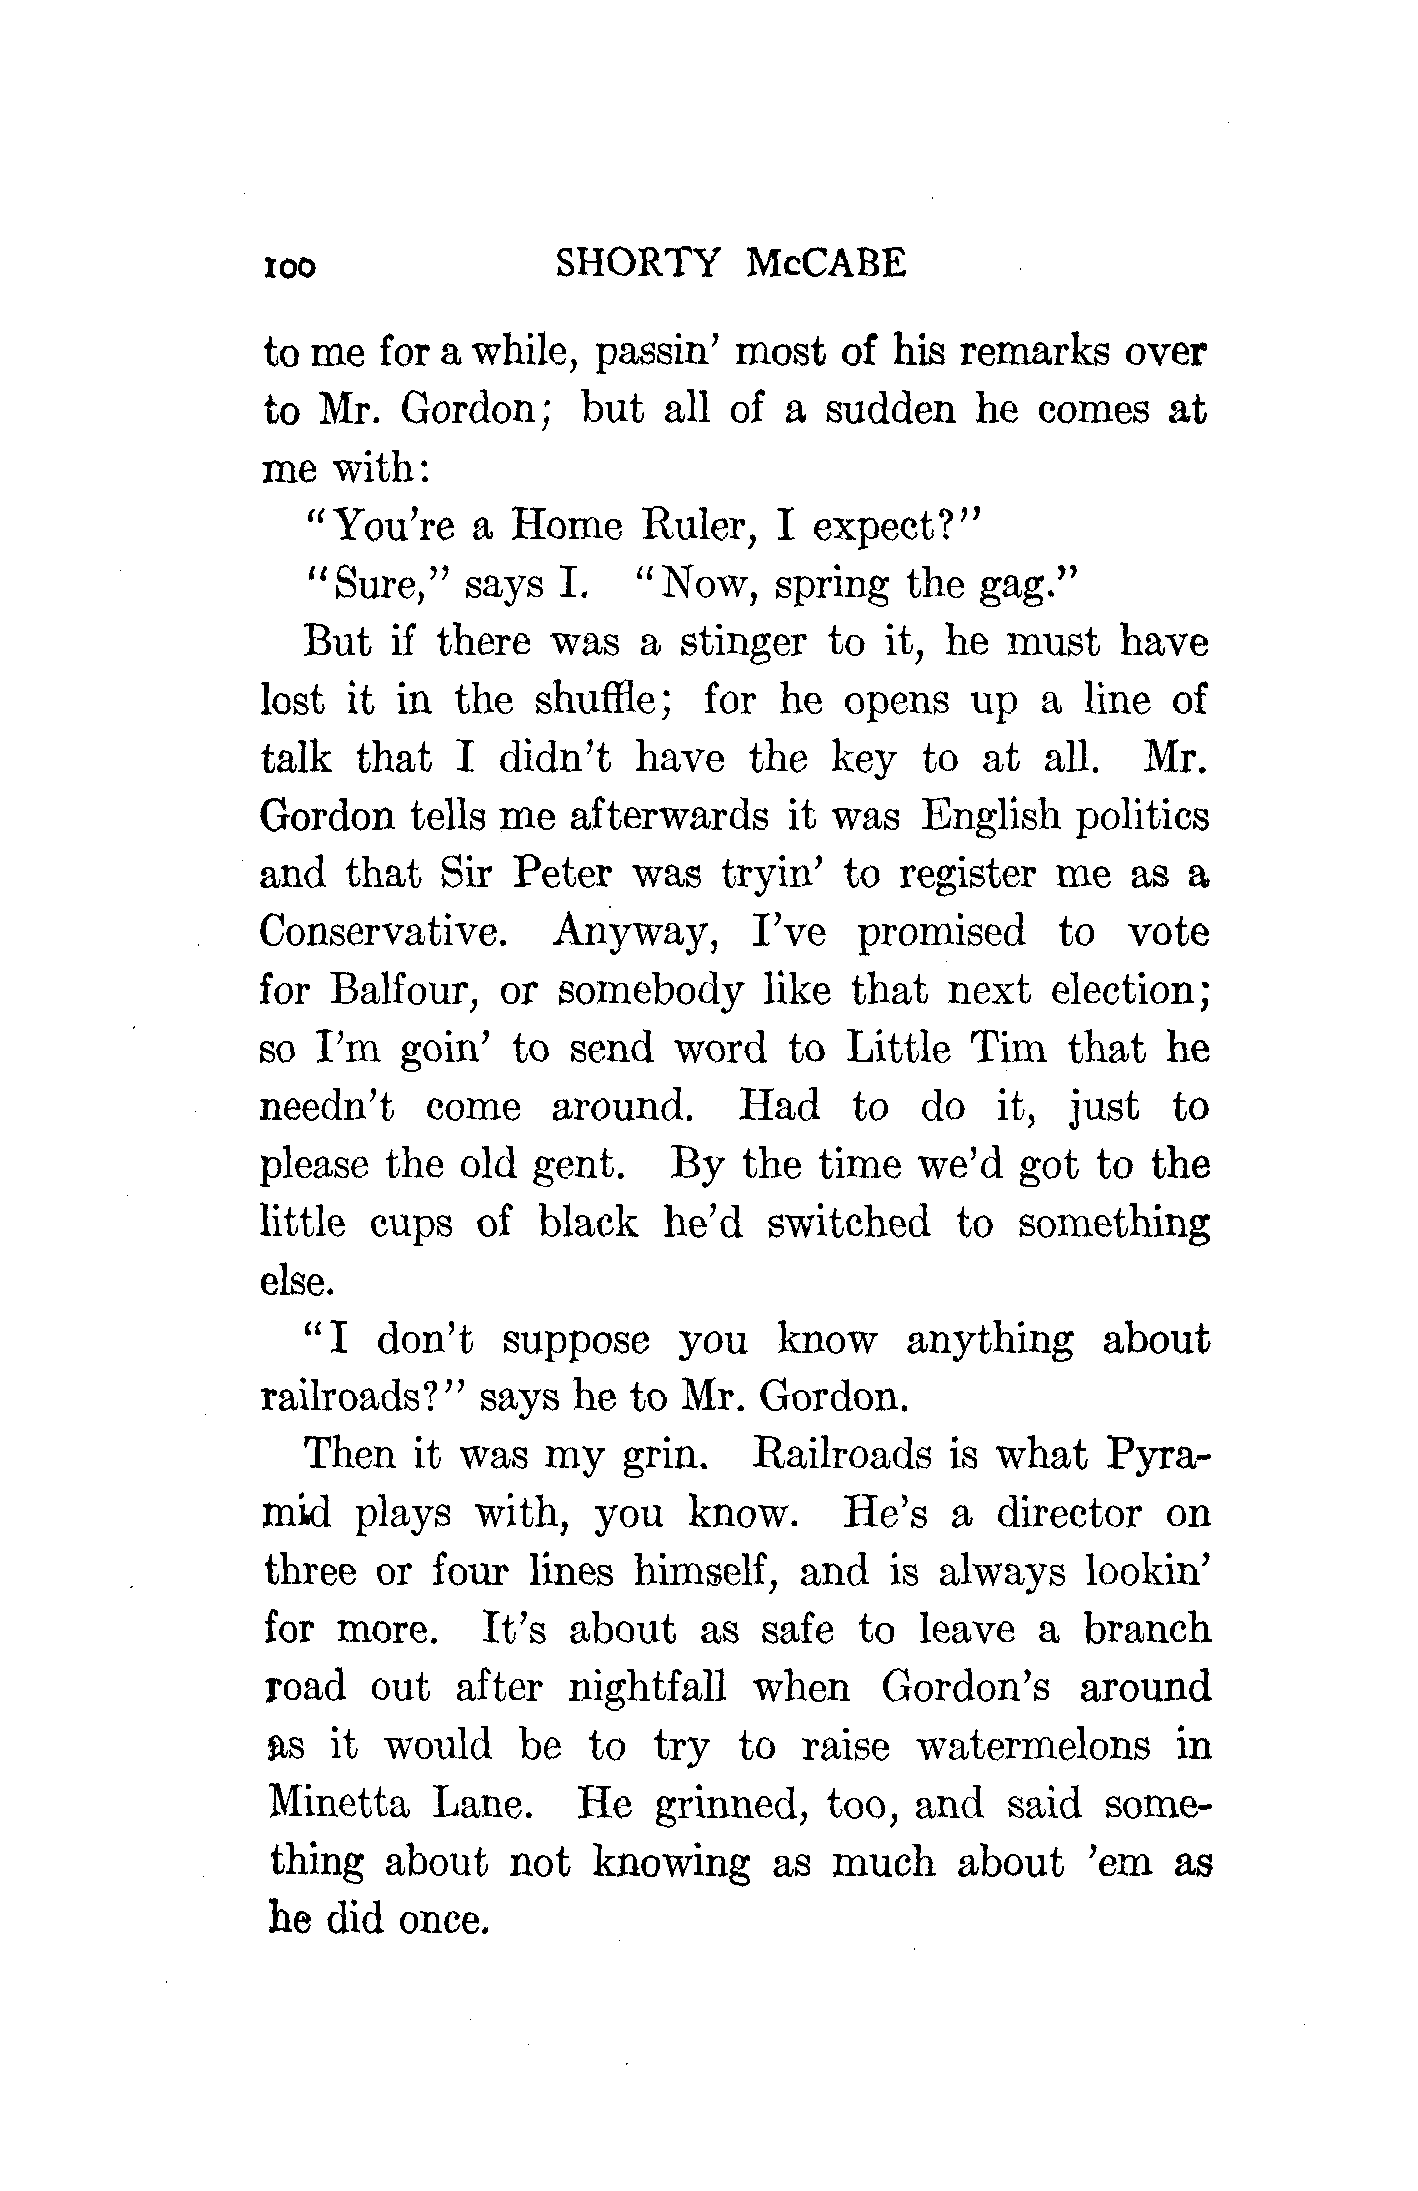 100 SHORTY McCABE
to me for a while, passin' most of his remarks over
to Mr. Gordon; but all of a sudden he comes at
me with:
"You're a Home Ruler, I expect?"
"Sure," says I. "Now, spring the gag."
But if there was a stinger to it, he must have
lost it in the shuffle; for he opens up a line of
talk that I didn't have the key to at all. Mr.
Gordon tells me afterwards it was English politics
and that Sir Peter was tryin' to register me as a
Conservative. Anyway, I've promised to vote
for Balfour, or somebody like that next election;
so I'm goin' to send word to Little Tim that he
needn't come around. Had to do it, just to
please the old gent. By the time we'd got to the
little cups of black he'd switched to something
else.
"I don't suppose you know anything about
railroads?" says he to Mr. Gordon.
Then it was my grin. Railroads is what Pyra-
mid plays with, you know. He's a director on
three or four lines himself, and is always lookin'
for more. It's about as safe to leave a branch
road out after nightfall when Gordon's around
as it would be to try to raise watermelons in
Minetta Lane. He grinned, too, and said some-
thing about not knowing as much about 'em as
he did once.